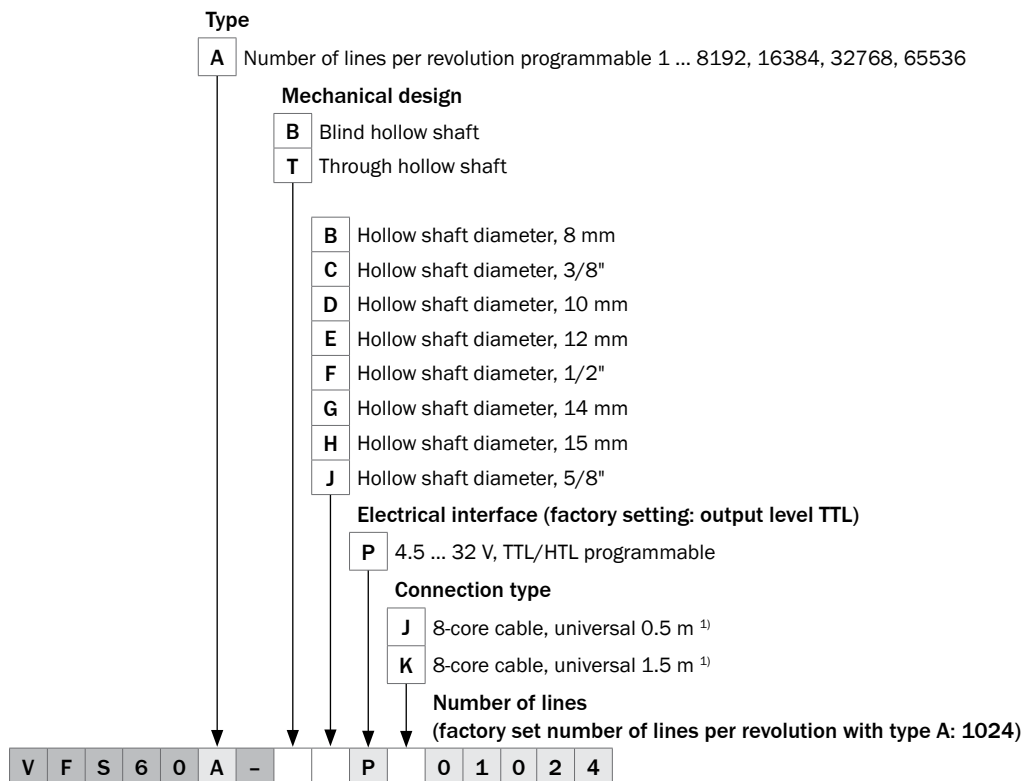 Type
A Number of lines per revolution programmable 1 ... 8192, 16384, 32768, 65536
Mechanical design
B Blind hollow shaft
T Through hollow shaft
B Hollow shaft diameter, 8 mm
C Hollow shaft diameter, 3/8"
D Hollow shaft diameter, 10 mm
E Hollow shaft diameter, 12 mm
F Hollow shaft diameter, 1/2"
G Hollow shaft diameter, 14 mm
H Hollow shaft diameter, 15 mm
J Hollow shaft diameter, 5/8"
Electrical interface (factory setting: output level TTL)
P 4.5 ... 32 V, TTL/HTL programmable
Connection type
J 8-core cable, universal 0.5 m 1)
K 8-core cable, universal 1.5 m 1)
Number of lines
(factory set number of lines per revolution with type A: 1024)
V F S 6 0 A – P 0 1 0 2 4